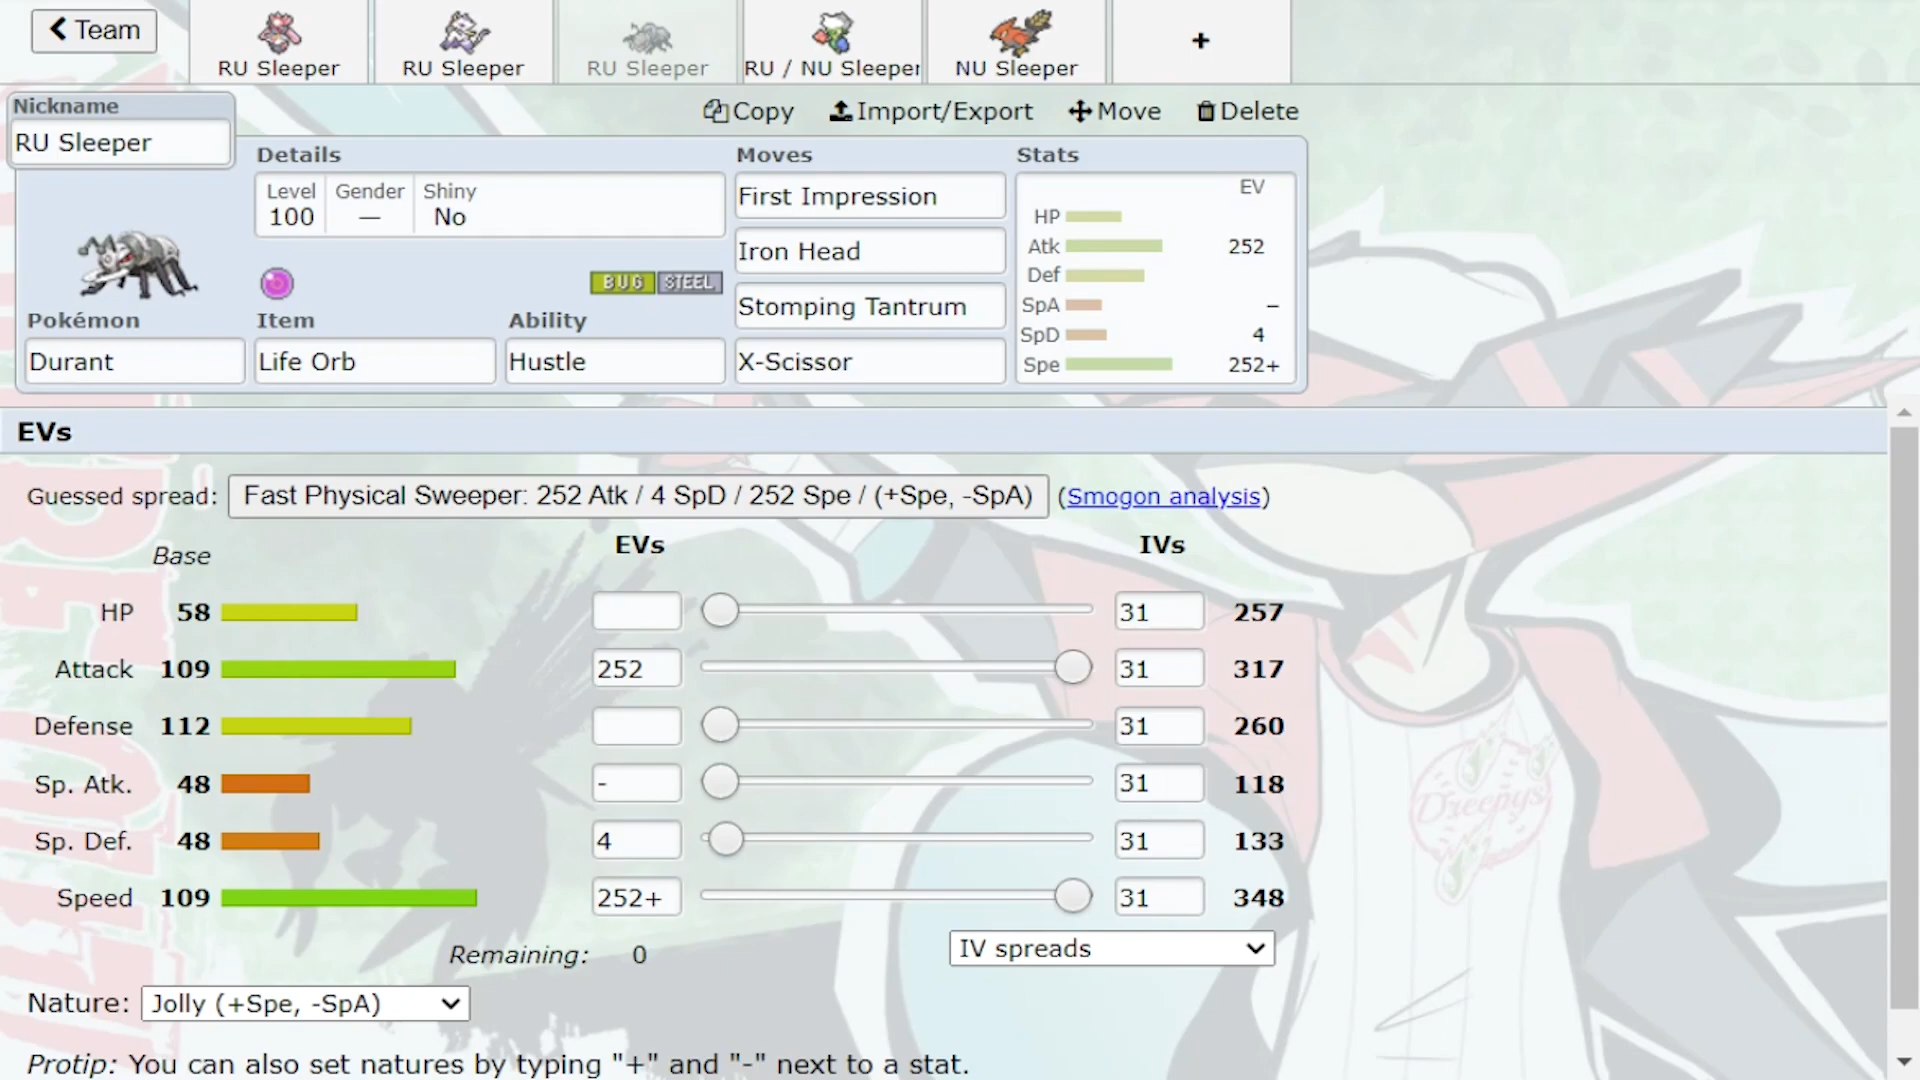 Team
RU Sleeper
RU Sleeper
RU Sleeper
RU / NU Sleeper
NU Sleeper
+
Nickname
RU Sleeper
Copy
Import/Export
Move
Delete
Details
Moves
Stats
Level
Gender
Shiny
100
—
No
First Impression
Iron Head
Stomping Tantrum
X-Scissor
EV
HP
Atk 252
Def
SpA –
SpD 4
Spe 252+
BUG STEEL
Pokémon
Item
Ability
Durant
Life Orb
Hustle
EVs
Guessed spread: Fast Physical Sweeper: 252 Atk / 4 SpD / 252 Spe / (+Spe, -SpA) (Smogon analysis)
Base
EVs
IVs
HP 58 31 257
Attack 109 252 31 317
Defense 112 31 260
Sp. Atk. 48 - 31 118
Sp. Def. 48 4 31 133
Speed 109 252+ 31 348
Remaining: 0
IV spreads
Nature: Jolly (+Spe, -SpA)
Protip: You can also set natures by typing "+" and "-" next to a stat.
Dreepys